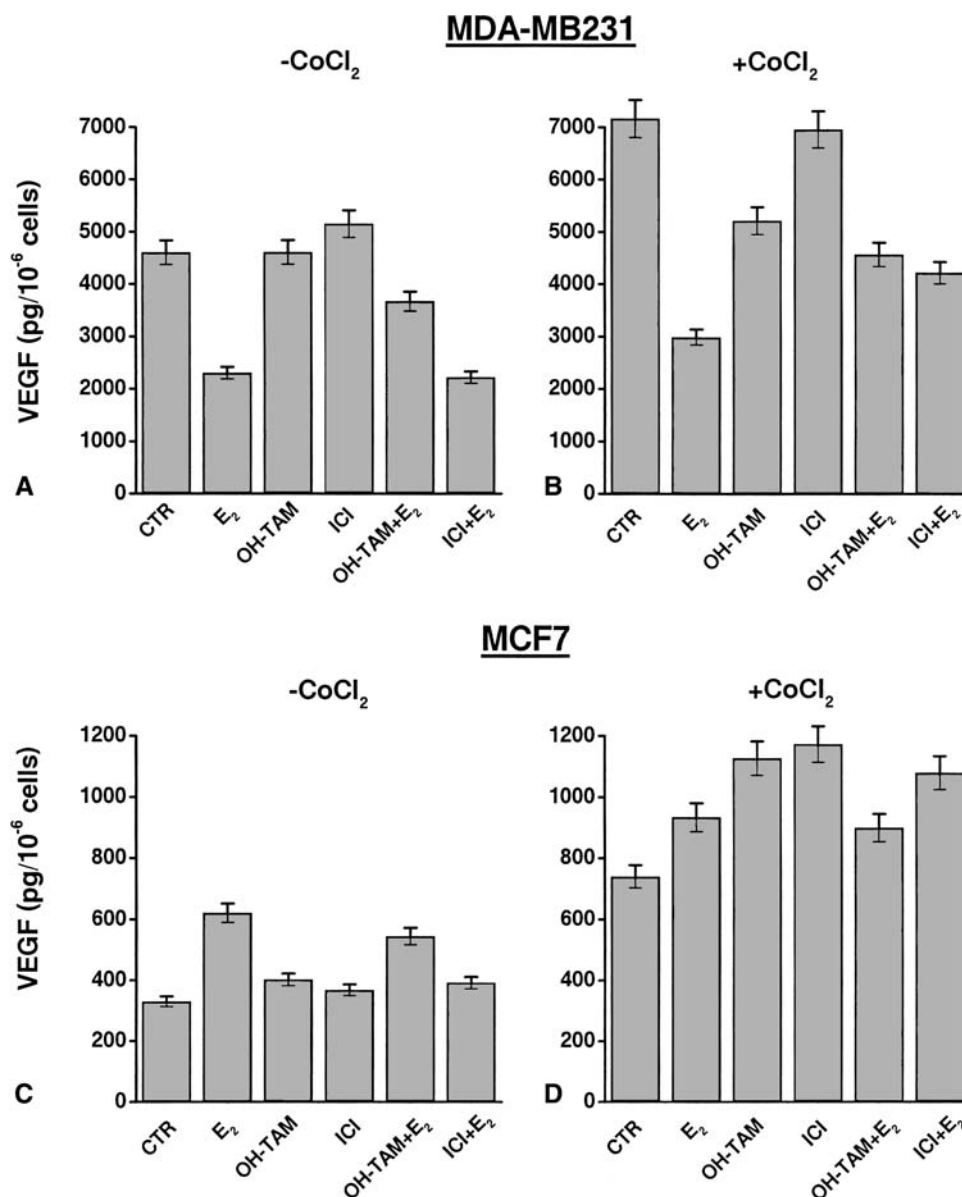 MDA-MB231
-CoCl2
+CoCl2
VEGF (pg/10-6 cells)
7000
6000
5000
4000
3000
2000
1000
0
A
CTR
E2
OH-TAM
ICI
OH-TAM+E2
ICI+E2
7000
6000
5000
4000
3000
2000
1000
0
B
CTR
E2
OH-TAM
ICI
OH-TAM+E2
ICI+E2
MCF7
-CoCl2
+CoCl2
VEGF (pg/10-6 cells)
1200
1000
800
600
400
200
0
C
CTR
E2
OH-TAM
ICI
OH-TAM+E2
ICI+E2
1200
1000
800
600
400
200
0
D
CTR
E2
OH-TAM
ICI
OH-TAM+E2
ICI+E2